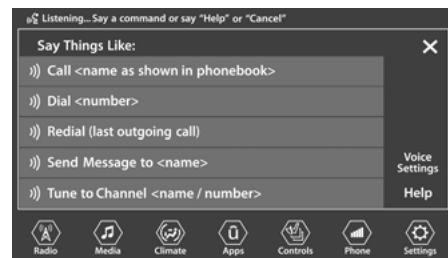 Listening... Say a command or say "Help" or "Cancel"
Say Things Like:
Call <name as shown in phonebook>
Dial <number>
Redial (last outgoing call)
Send Message to <name>
Tune to Channel <name / number>
Voice
Settings
Help
Radio
Media
Climate
Apps
Controls
Phone
Settings